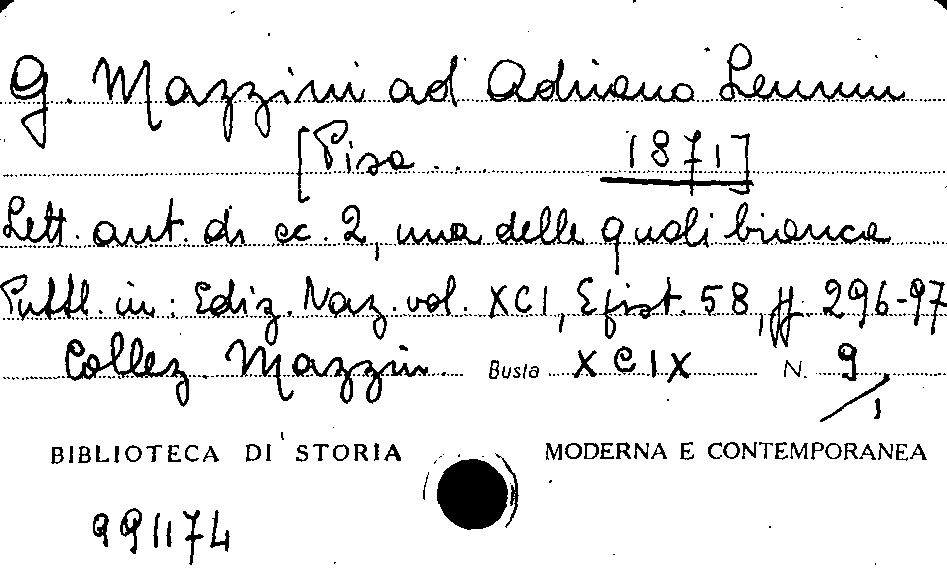 G. Mazzini ad Adriano Lemmi
[Pisa ... 1871]
Lett. aut. di cc. 2, una delle quali bianca
Pubbl. in: Ediz. Naz. vol. XCI, Epist. 58, pp. 296-97
Collez. Mazzin. Busta XCIX N. 9/1
BIBLIOTECA DI STORIA MODERNA E CONTEMPORANEA
991174